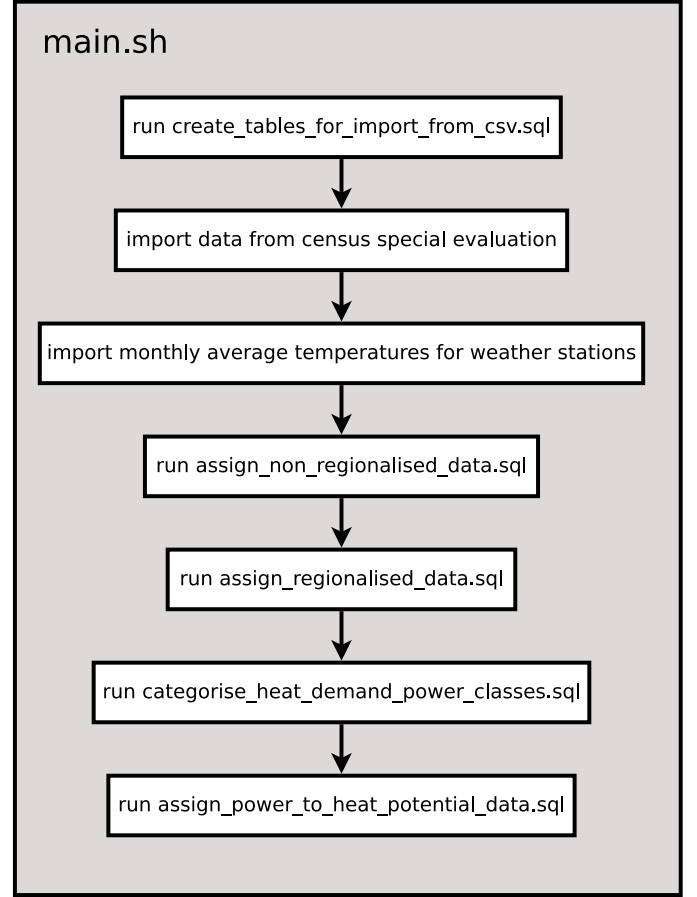 main.sh
run create_tables_for_import_from_csv.sql
import data from census special evaluation
import monthly average temperatures for weather stations
run assign_non_regionalised_data.sql
run assign_regionalised_data.sql
run categorise_heat_demand_power_classes.sql
run assign_power_to_heat_potential_data.sql